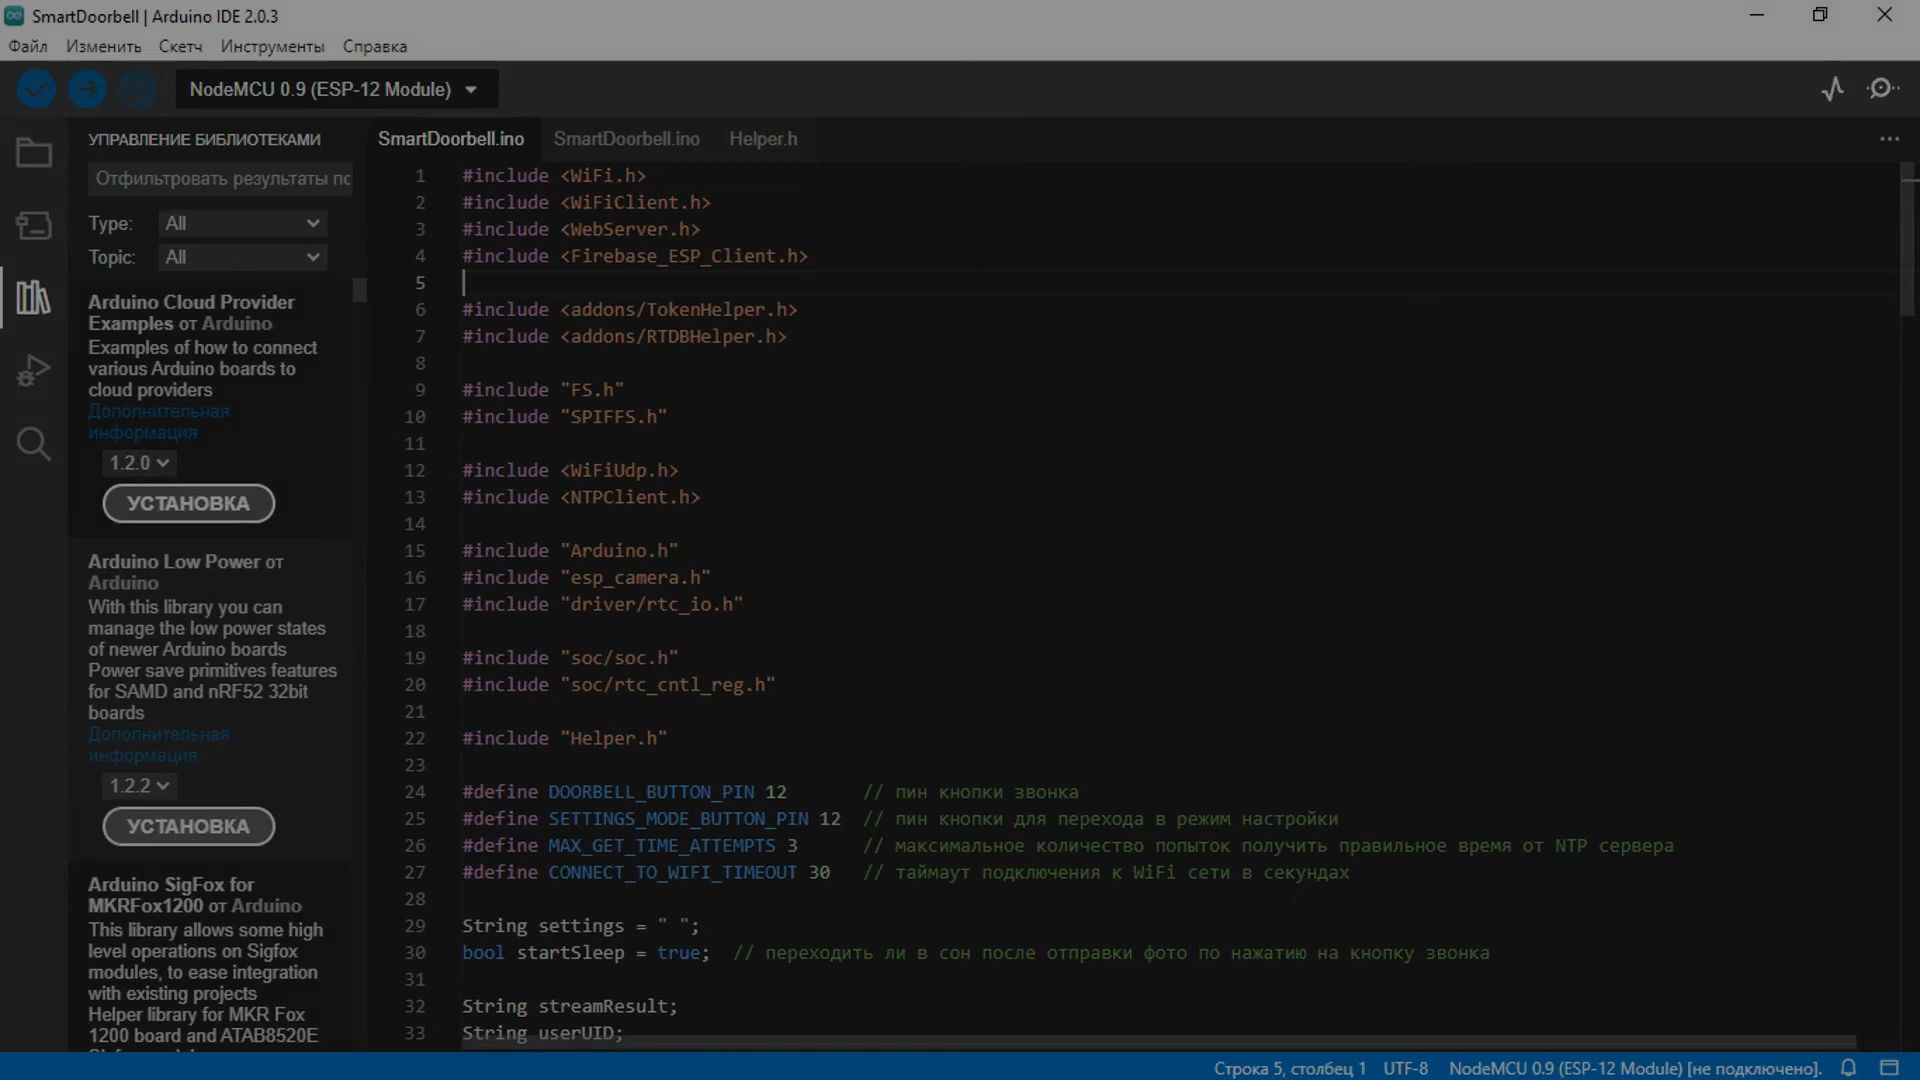 SmartDoorbell | Arduino IDE 2.0.3
Файл Изменить Скетч Инструменты Справка
NodeMCU 0.9 (ESP-12 Module)
УПРАВЛЕНИЕ БИБЛИОТЕКАМИ
Отфильтровать результаты по
Type: All
Topic: All
Arduino Cloud Provider
Examples от Arduino
Examples of how to connect
various Arduino boards to
cloud providers
Дополнительная
информация
1.2.0
УСТАНОВКА
Arduino Low Power от
Arduino
With this library you can
manage the low power states
of newer Arduino boards
Power save primitives features
for SAMD and nRF52 32bit
boards
Дополнительная
информация
1.2.2
УСТАНОВКА
Arduino SigFox for
MKRFox1200 от Arduino
This library allows some high
level operations on Sigfox
modules, to ease integration
with existing projects
Helper library for MKR Fox
1200 board and ATAB8520E
SmartDoorbell.ino SmartDoorbell.ino Helper.h
1 #include <WiFi.h>
2 #include <WiFiClient.h>
3 #include <WebServer.h>
4 #include <Firebase_ESP_Client.h>
5
6 #include <addons/TokenHelper.h>
7 #include <addons/RTDBHelper.h>
8
9 #include "FS.h"
10 #include "SPIFFS.h"
11
12 #include <WiFiUdp.h>
13 #include <NTPClient.h>
14
15 #include "Arduino.h"
16 #include "esp_camera.h"
17 #include "driver/rtc_io.h"
18
19 #include "soc/soc.h"
20 #include "soc/rtc_cntl_reg.h"
21
22 #include "Helper.h"
23
24 #define DOORBELL_BUTTON_PIN 12 // пин кнопки звонка
25 #define SETTINGS_MODE_BUTTON_PIN 12 // пин кнопки для перехода в режим настройки
26 #define MAX_GET_TIME_ATTEMPTS 3 // максимальное количество попыток получить правильное время от NTP сервера
27 #define CONNECT_TO_WIFI_TIMEOUT 30 // таймаут подключения к WiFi сети в секундах
28
29 String settings = " ";
30 bool startSleep = true; // переходить ли в сон после отправки фото по нажатию на кнопку звонка
31
32 String streamResult;
33 String userUID;
Строка 5, столбец 1 UTF-8 NodeMCU 0.9 (ESP-12 Module) [не подключено].